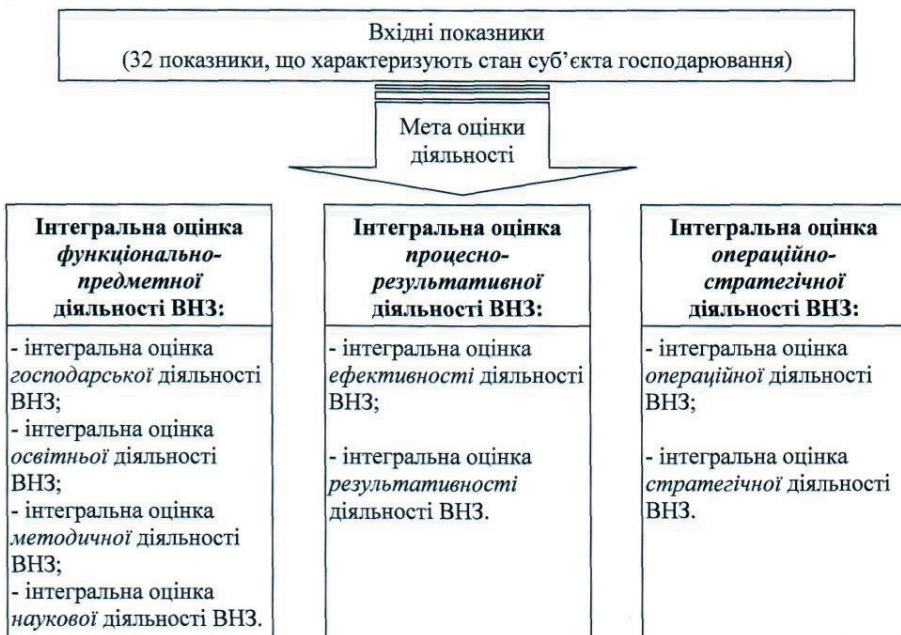 Вхідні показники
(32 показники, що характеризують стан суб’єкта господарювання)
Мета оцінки
діяльності
Інтегральна оцінка
функціонально-
предметної
діяльності ВНЗ:
- інтегральна оцінка
господарської діяльності
ВНЗ;
- інтегральна оцінка
освітньої діяльності
ВНЗ;
- інтегральна оцінка
методичної діяльності
ВНЗ;
- інтегральна оцінка
наукової діяльності ВНЗ.
Інтегральна оцінка
процесно-
результативної
діяльності ВНЗ:
- інтегральна оцінка
ефективності діяльності
ВНЗ;
- інтегральна оцінка
результативності
діяльності ВНЗ.
Інтегральна оцінка
операційно-
стратегічної
діяльності ВНЗ:
- інтегральна оцінка
операційної діяльності
ВНЗ;
- інтегральна оцінка
стратегічної діяльності
ВНЗ.